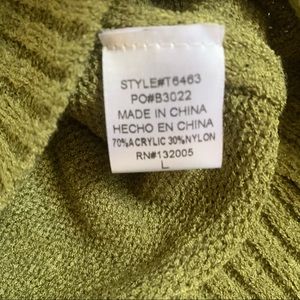 STYLE#T6463
PO#B3022
MADE IN CHINA
HECHO EN CHINA
70%ACRYLIC 30%NYLON
RN#132005
L